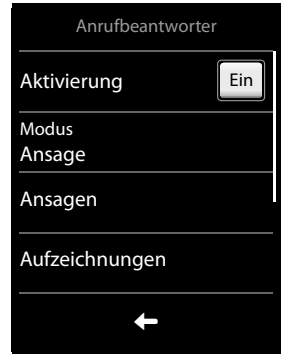 Anrufbeantworter
Aktivierung Ein
Modus
Ansage
Ansagen
Aufzeichnungen